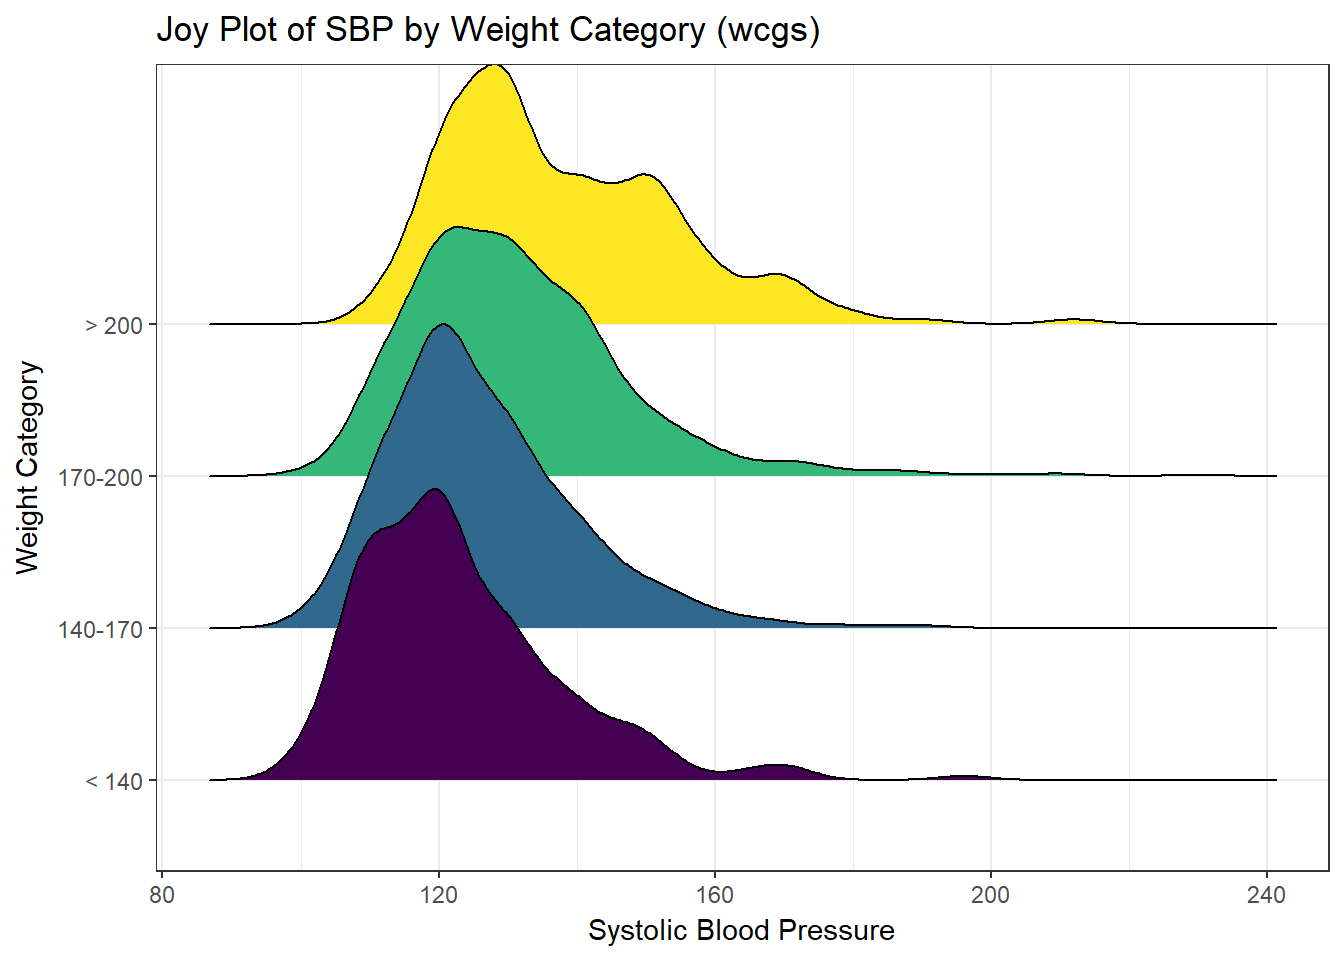 Joy Plot of SBP by Weight Category (wcgs)
Weight Category
> 200
170-200
140-170
< 140
80 120 160 200 240
Systolic Blood Pressure